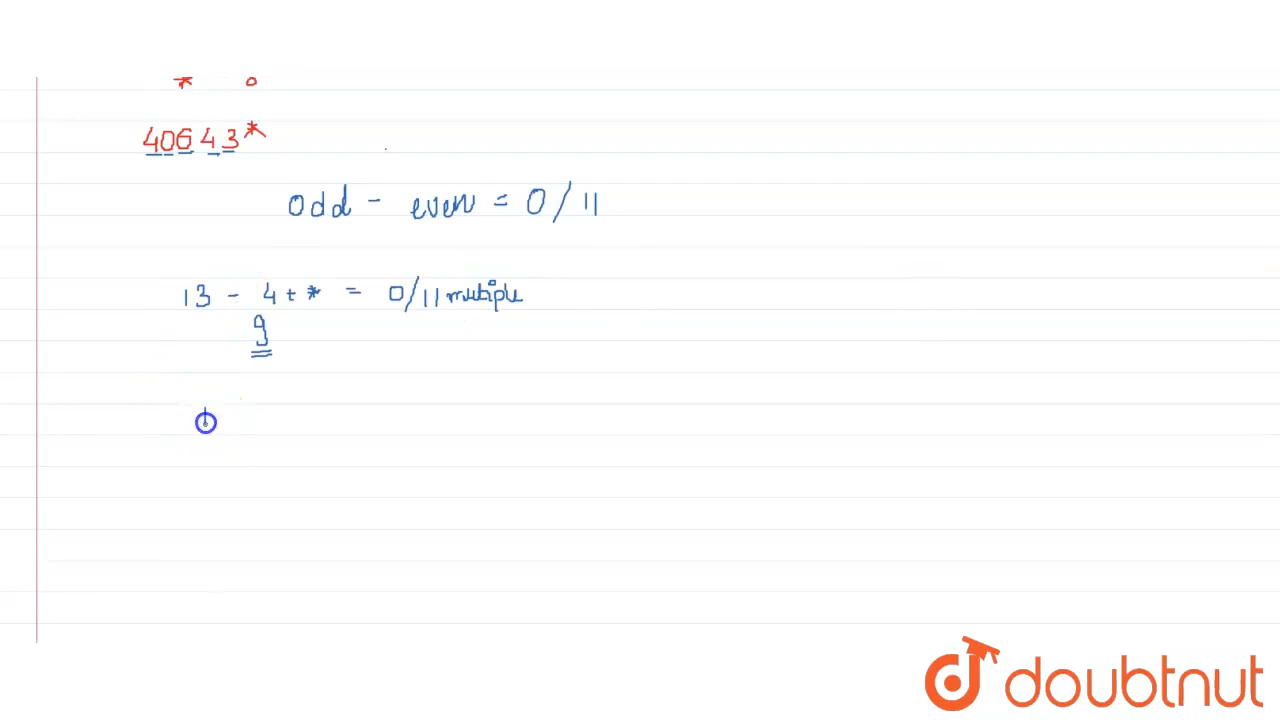 * 0
40643*
odd - even = 0/11
13 - 4 + * = 0/11 multiple
9
doubtnut